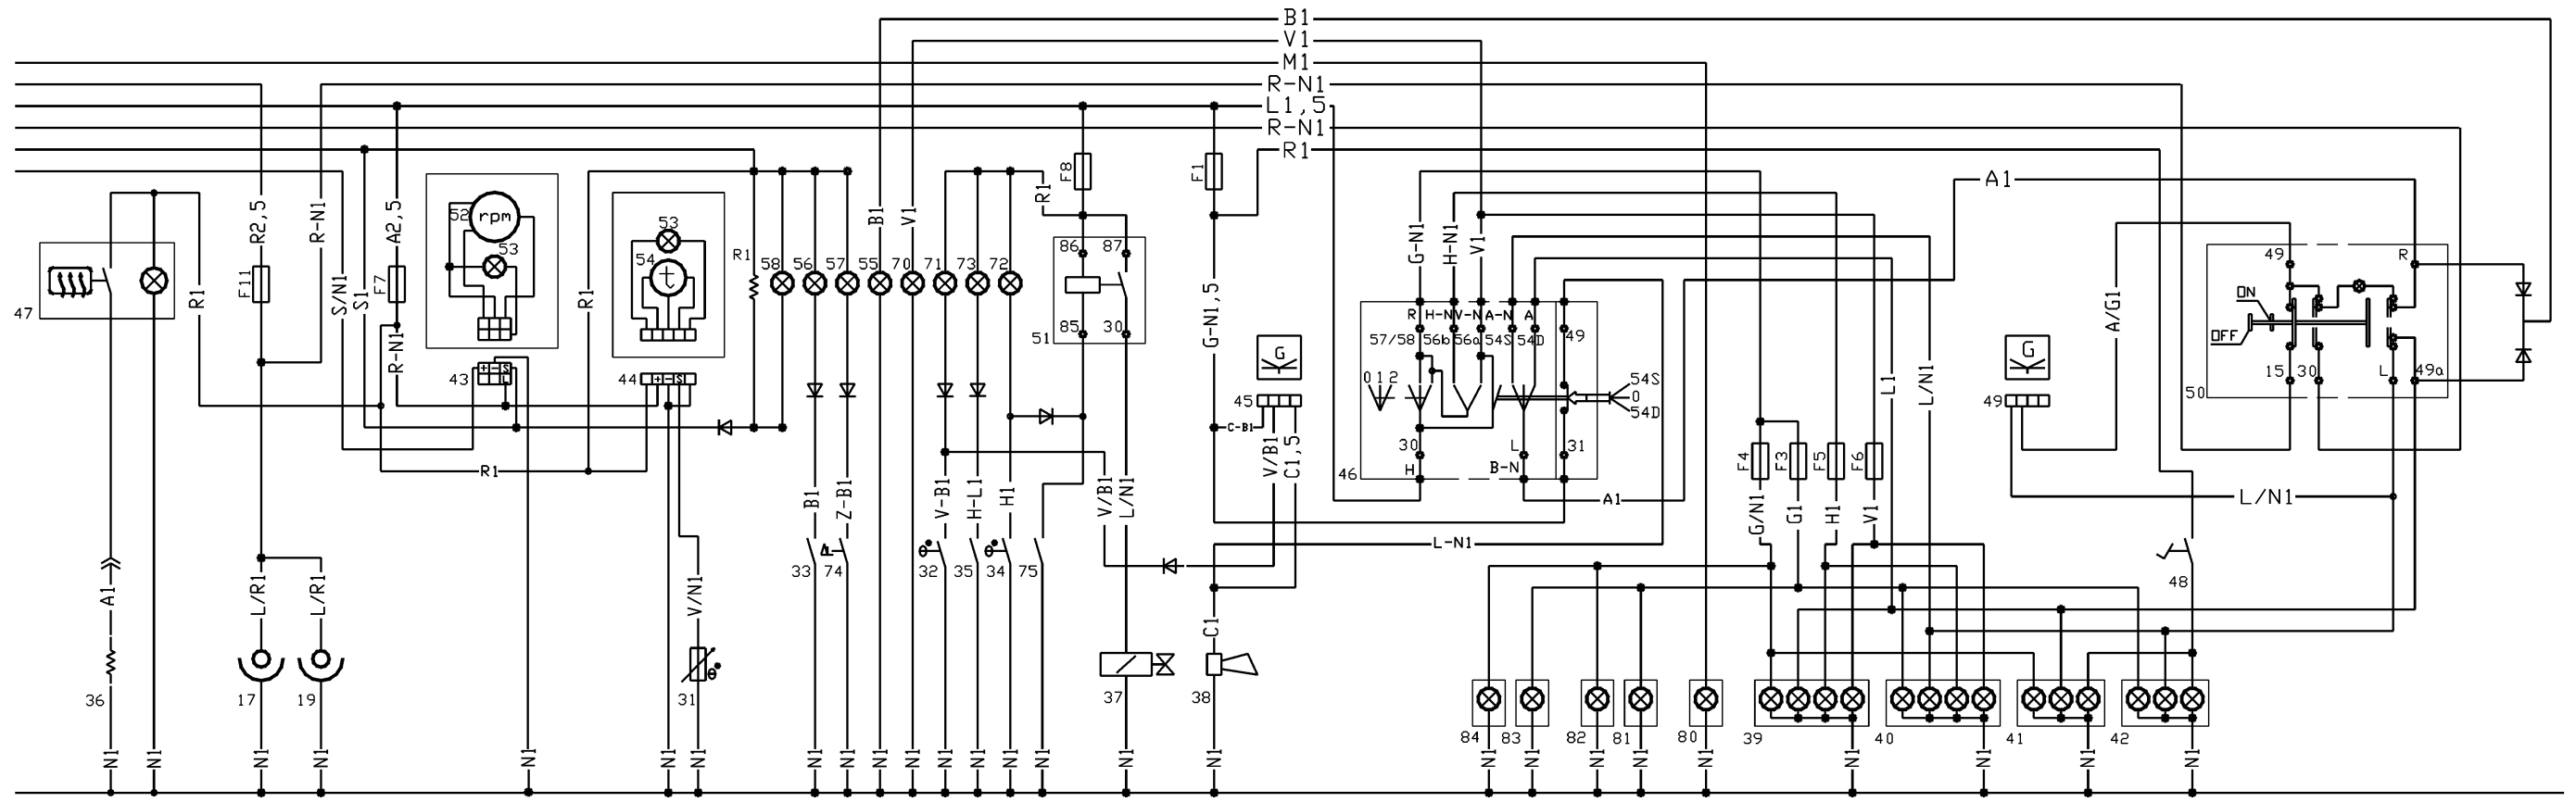 B1
V1
M1
R-N1
L1,5
R-N1
R1
A1
47
R1
A1
36
N1
N1
R2,5
R-N1
F11
L/R1
L/R1
17
19
N1
N1
S/N1
S1
A2,5
F7
R-N1
52
rpm
53
43
+ - S
L
R1
N1
R1
53
54
t
44
+ - S
V/N1
31
N1
N1
R1
58
56
57
55
70
71
73
72
B1
V1
B1
Z-B1
V-B1
H-L1
H1
33
74
32
35
34
75
N1
N1
N1
N1
N1
N1
N1
N1
R1
F8
86
87
85
30
51
V/B1
L/N1
37
N1
F1
G-N1,5
G
45
C-B1
V/B1
C1,5
L-N1
C1
38
N1
G-N1
H-N1
V1
R
H-N
V-N
A-N
A
57/58
56b
56a
54S
54D
49
0 1 2
54S
0
54D
30
L
31
H
B-N
46
A1
F4
F3
F5
F6
G/N1
G1
H1
V1
L1
L/N1
G
49
A/G1
L/N1
49
R
ON
OFF
15
30
L
49a
50
48
84
83
82
81
80
39
40
41
42
N1
N1
N1
N1
N1
N1
N1
N1
N1